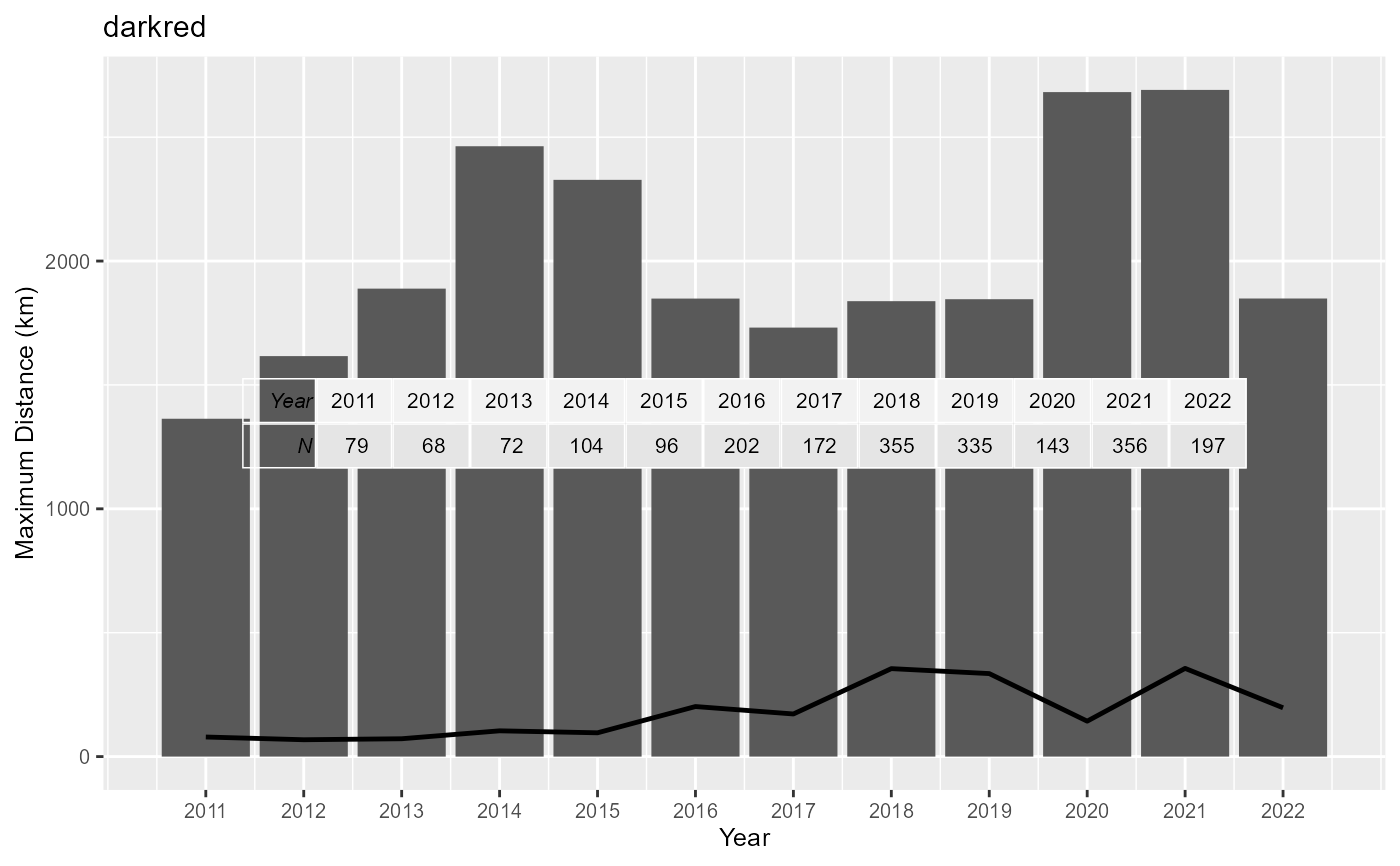 darkred
Maximum Distance (km)
2000
1000
0
Year 2011 2012 2013 2014 2015 2016 2017 2018 2019 2020 2021 2022
N 79 68 72 104 96 202 172 355 335 143 356 197
2011 2012 2013 2014 2015 2016 2017 2018 2019 2020 2021 2022
Year